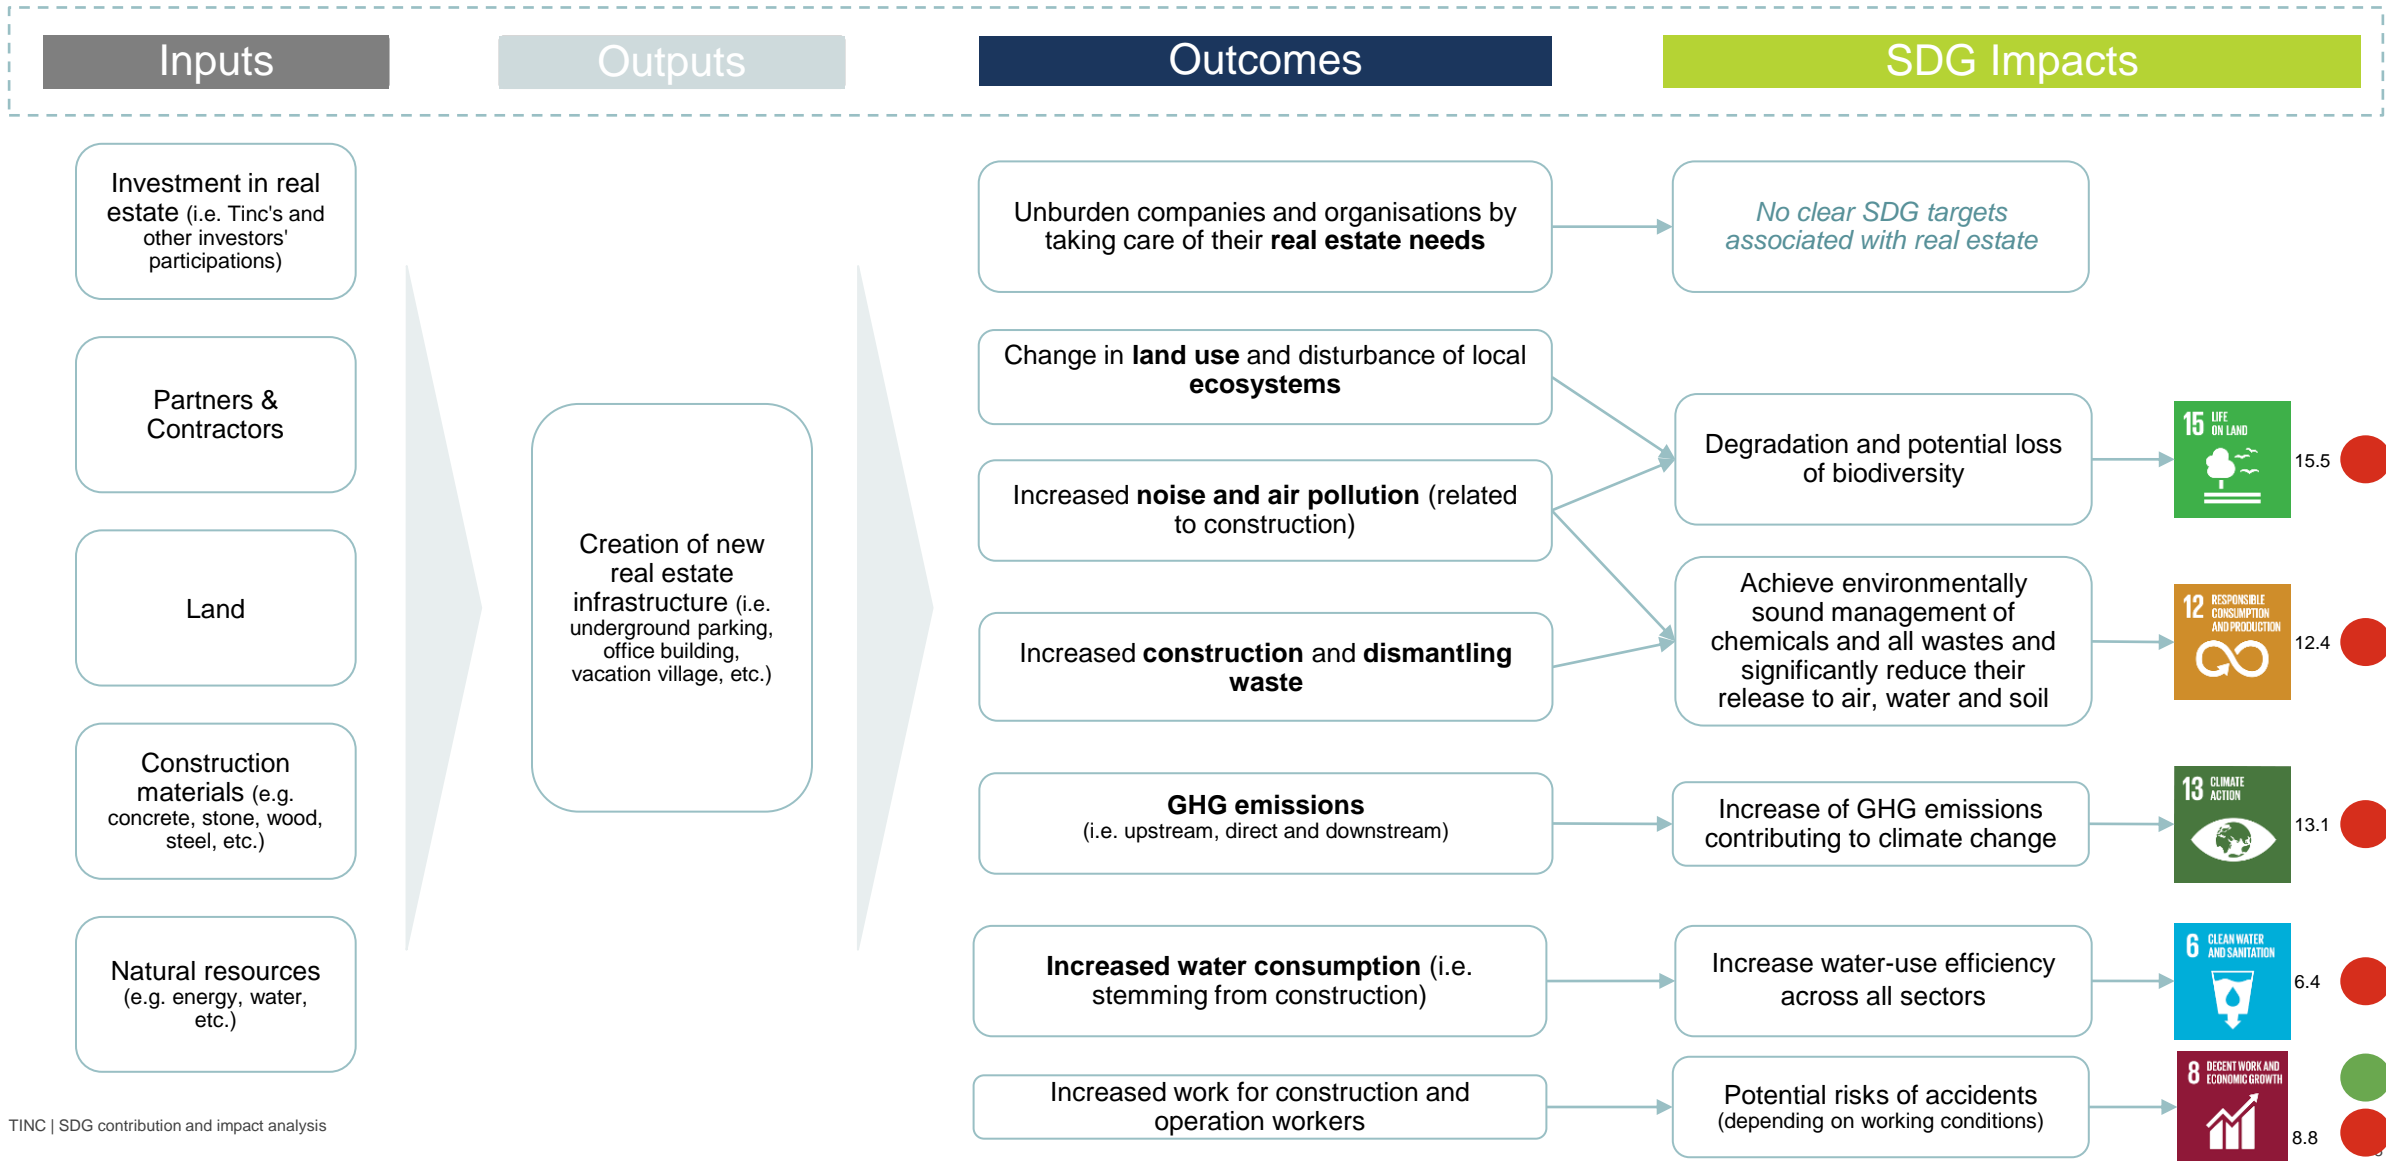 Inputs
Outputs
Outcomes
SDG Impacts
Investment in real
estate (i.e. Tinc's and
other investors'
participations)
Partners &
Contractors
Land
Construction
materials (e.g.
concrete, stone, wood,
steel, etc.)
Natural resources
(e.g. energy, water,
etc.)
Creation of new
real estate
infrastructure (i.e.
underground parking,
office building,
vacation village, etc.)
Unburden companies and organisations by
taking care of their real estate needs
No clear SDG targets
associated with real estate
Change in land use and disturbance of local
ecosystems
Increased noise and air pollution (related
to construction)
Increased construction and dismantling
waste
Degradation and potential loss
of biodiversity
15 LIFE
ON LAND
15.5
Achieve environmentally
sound management of
chemicals and all wastes and
significantly reduce their
release to air, water and soil
12 RESPONSIBLE
CONSUMPTION
AND PRODUCTION
12.4
GHG emissions
(i.e. upstream, direct and downstream)
Increase of GHG emissions
contributing to climate change
13 CLIMATE
ACTION
13.1
Increased water consumption (i.e.
stemming from construction)
Increase water-use efficiency
across all sectors
6 CLEAN WATER
AND SANITATION
6.4
Increased work for construction and
operation workers
Potential risks of accidents
(depending on working conditions)
8 DECENT WORK AND
ECONOMIC GROWTH
8.8
TINC | SDG contribution and impact analysis